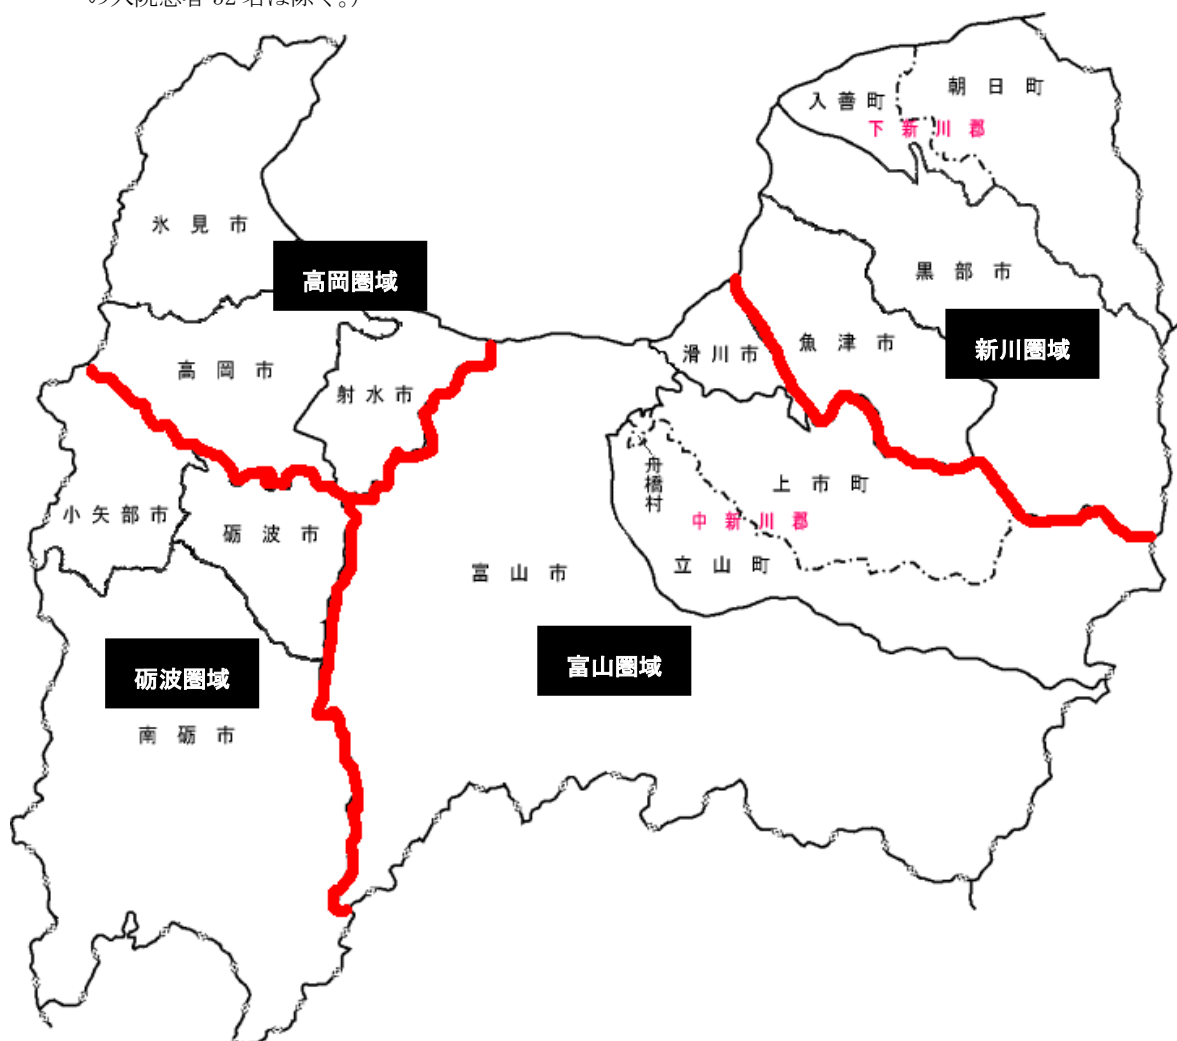 の入院患者 52 名は除く。)
朝日町
入善町
下新川郡
氷見市
黒部市
高岡圏域
新川圏域
魚津市
滑川市
高岡市
射水市
舟橋村
上市町
小矢部市
中新川郡
砺波市
立山町
富山市
富山圏域
砺波圏域
南砺市